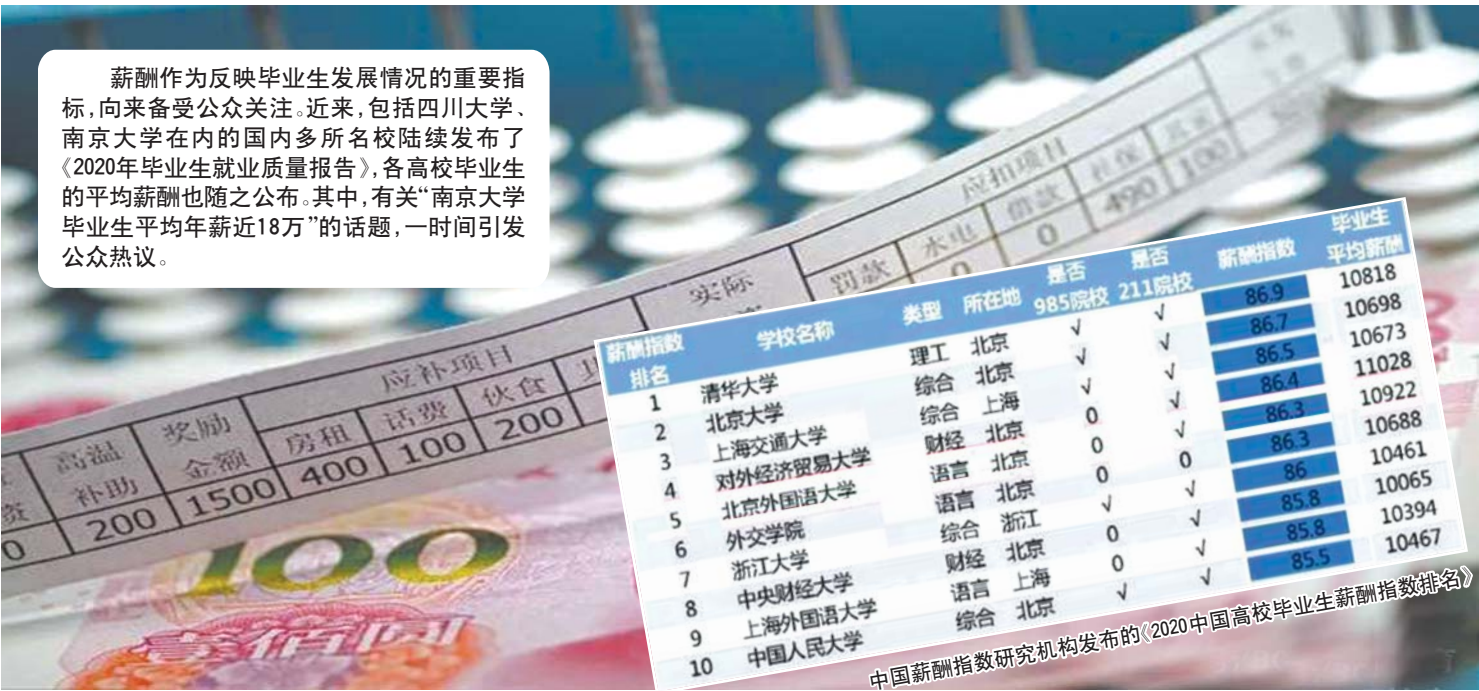 薪酬作为反映毕业生发展情况的重要指
标,向来备受公众关注。近来,包括四川大学、
南京大学在内的国内多所名校陆续发布了
《2020年毕业生就业质量报告》,各高校毕业生
的平均薪酬也随之公布。其中,有关“南京大学
毕业生平均年薪近18万”的话题,一时间引发
公众热议。
应扣项目
实际
罚款 水电 借款 社保
0 0 490 100
应补项目
高温 补助 奖励 金额 房租 话费 伙食
0 200 1500 400 100 200
100
壹佰圆
薪酬指数排名 学校名称 类型 所在地 是否985院校 是否211院校 薪酬指数 毕业生平均薪酬
1 清华大学 理工 北京 √ √ 86.9 10818
2 北京大学 综合 北京 √ √ 86.7 10698
3 上海交通大学 综合 上海 √ √ 86.5 10673
4 对外经济贸易大学 财经 北京 0 √ 86.4 11028
5 北京外国语大学 语言 北京 0 √ 86.3 10922
6 外交学院 语言 北京 0 0 86.3 10688
7 浙江大学 综合 浙江 √ √ 86 10461
8 中央财经大学 财经 北京 0 √ 85.8 10065
9 上海外国语大学 语言 上海 0 √ 85.8 10394
10 中国人民大学 综合 北京 √ √ 85.5 10467
中国薪酬指数研究机构发布的《2020中国高校毕业生薪酬指数排名》